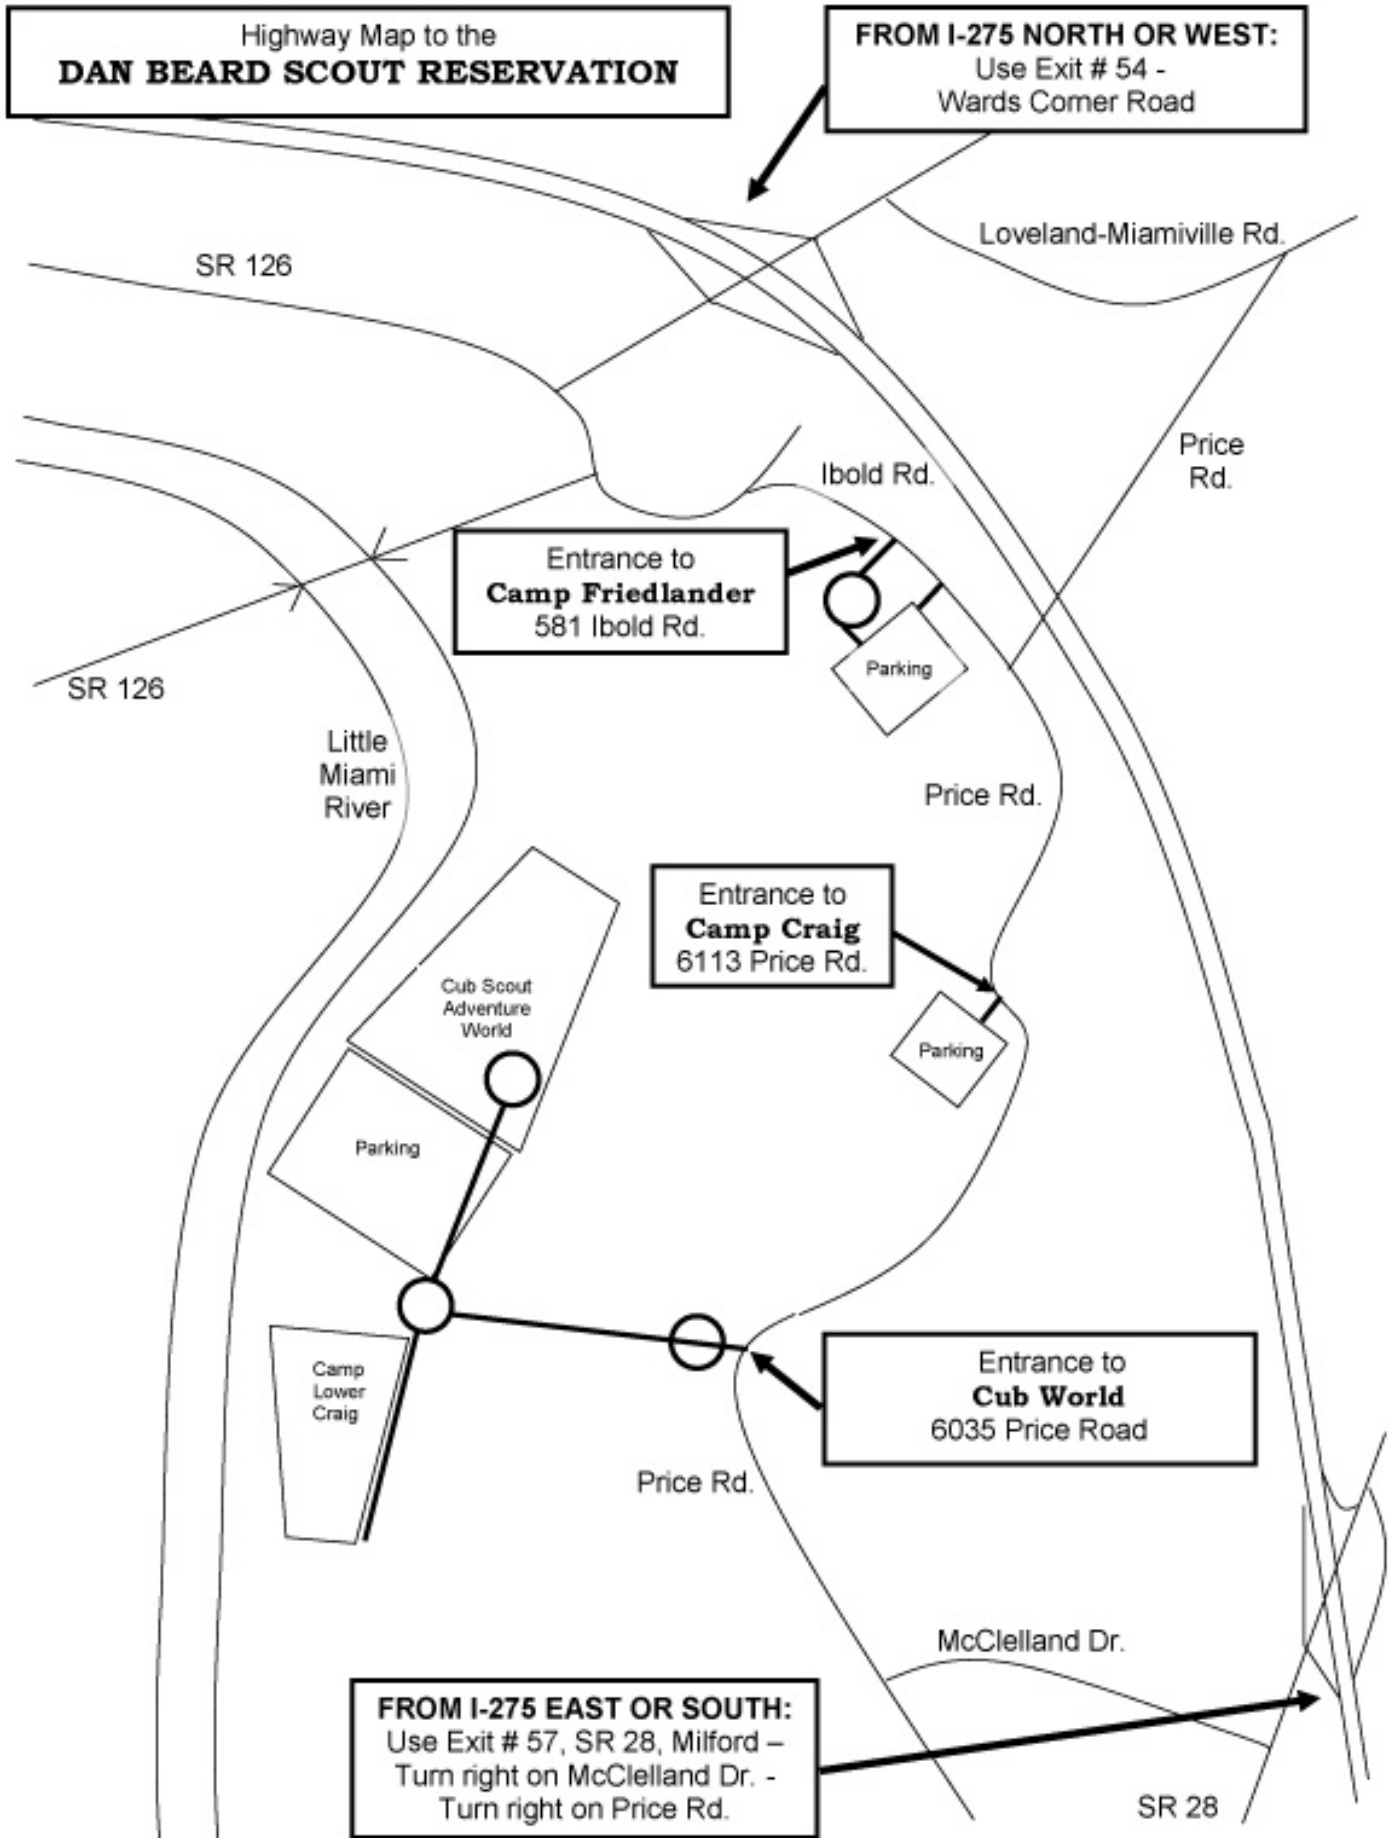 Highway Map to the
DAN BEARD SCOUT RESERVATION
FROM I-275 NORTH OR WEST:
Use Exit # 54 -
Wards Corner Road
Loveland-Miamiville Rd.
SR 126
Price
Rd.
Ibold Rd.
Entrance to
Camp Friedlander
581 Ibold Rd.
Parking
SR 126
Little
Miami
River
Price Rd.
Entrance to
Camp Craig
6113 Price Rd.
Cub Scout
Adventure
World
Parking
Parking
Entrance to
Cub World
6035 Price Road
Camp
Lower
Craig
Price Rd.
McClelland Dr.
FROM I-275 EAST OR SOUTH:
Use Exit # 57, SR 28, Milford –
Turn right on McClelland Dr. -
Turn right on Price Rd.
SR 28